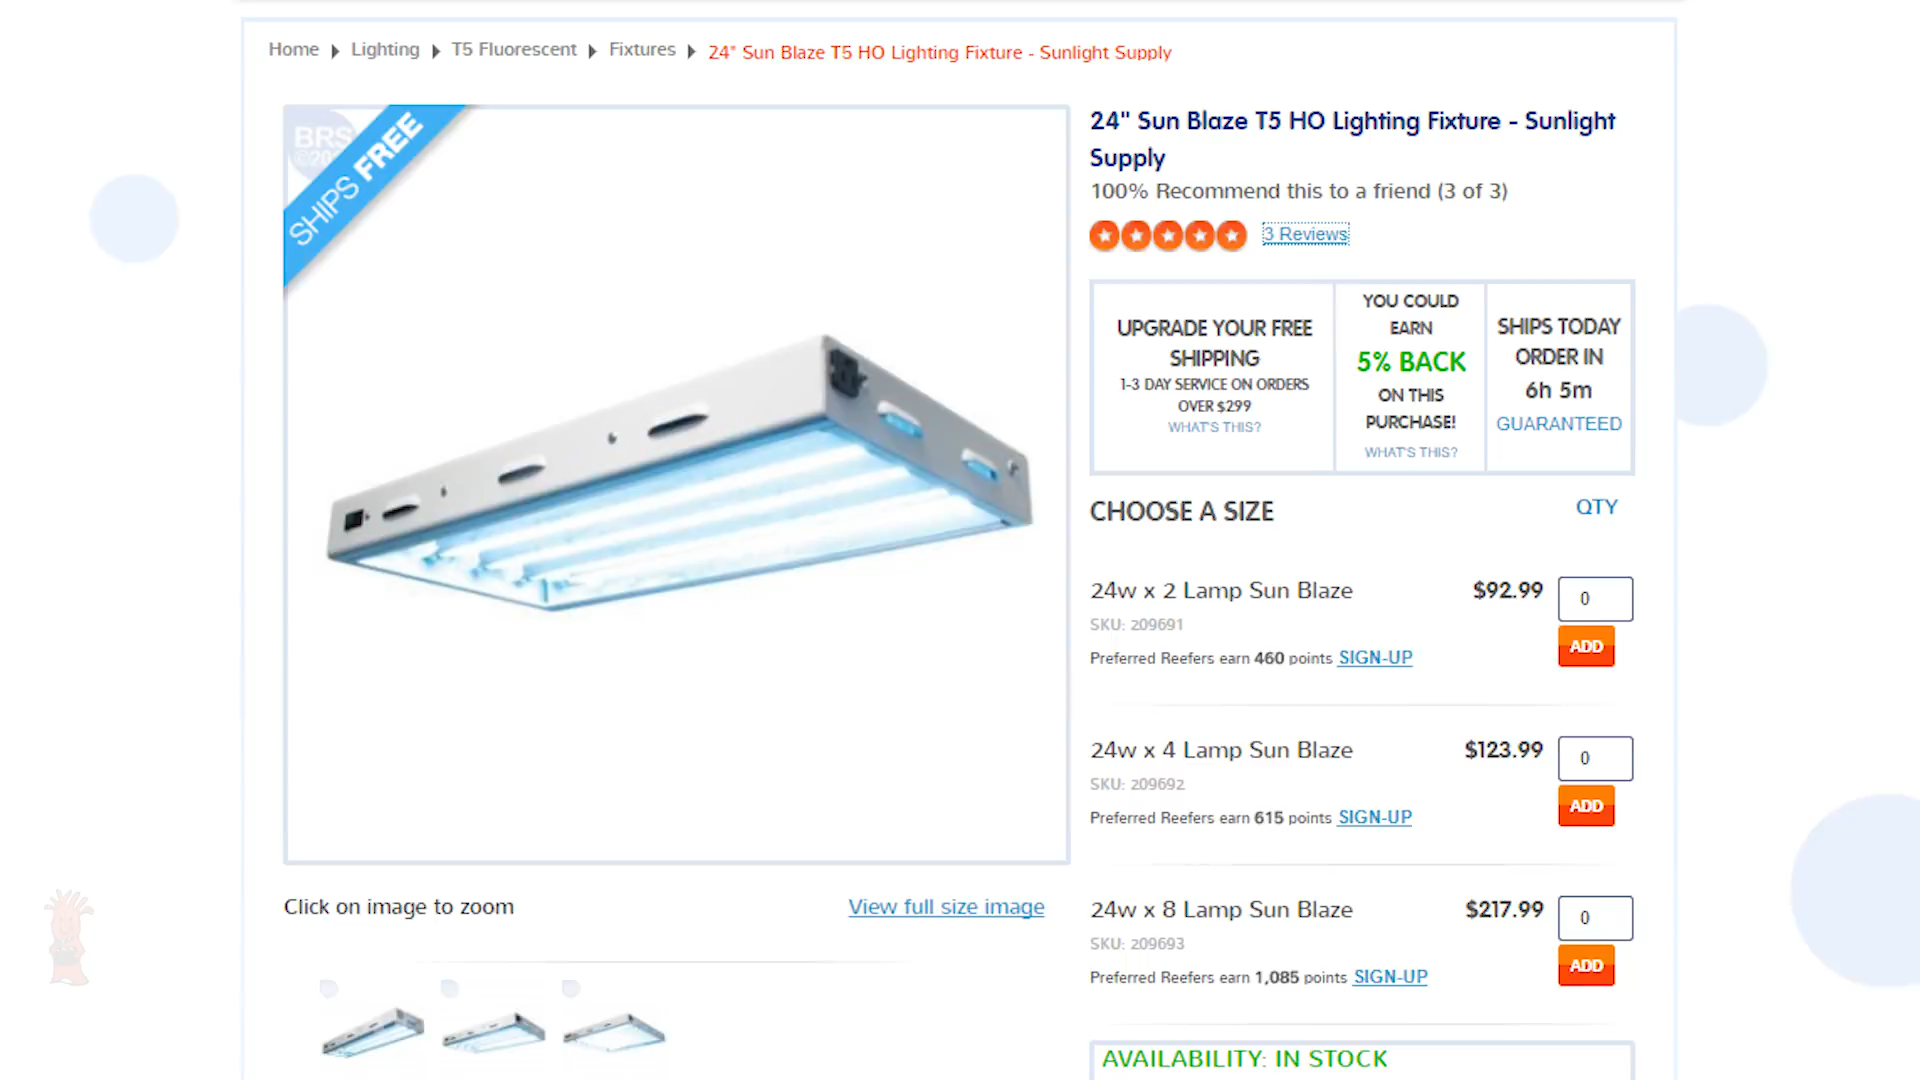 Home Lighting T5 Fluorescent Fixtures 24" Sun Blaze T5 HO Lighting Fixture - Sunlight Supply
BRS
SHIPS FREE
24" Sun Blaze T5 HO Lighting Fixture - Sunlight
Supply
100% Recommend this to a friend (3 of 3)
3 Reviews
UPGRADE YOUR FREE
SHIPPING
1-3 DAY SERVICE ON ORDERS
OVER $299
WHAT'S THIS?
YOU COULD
EARN
5% BACK
ON THIS
PURCHASE!
WHAT'S THIS?
SHIPS TODAY
ORDER IN
6h 5m
GUARANTEED
CHOOSE A SIZE QTY
24w x 2 Lamp Sun Blaze $92.99 0
SKU: 209691
ADD
Preferred Reefers earn 460 points SIGN-UP
24w x 4 Lamp Sun Blaze $123.99 0
SKU: 209692
ADD
Preferred Reefers earn 615 points SIGN-UP
24w x 8 Lamp Sun Blaze $217.99 0
SKU: 209693
ADD
Preferred Reefers earn 1,085 points SIGN-UP
Click on image to zoom View full size image
AVAILABILITY: IN STOCK